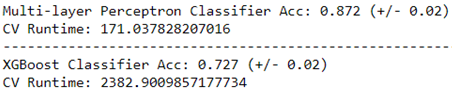 Multi-layer Perceptron Classifier Acc: 0.872 (+/- 0.02)
CV Runtime: 171.037828207016
--------------------------------------------------------
XGBoost Classifier Acc: 0.727 (+/- 0.02)
CV Runtime: 2382.9009857177734